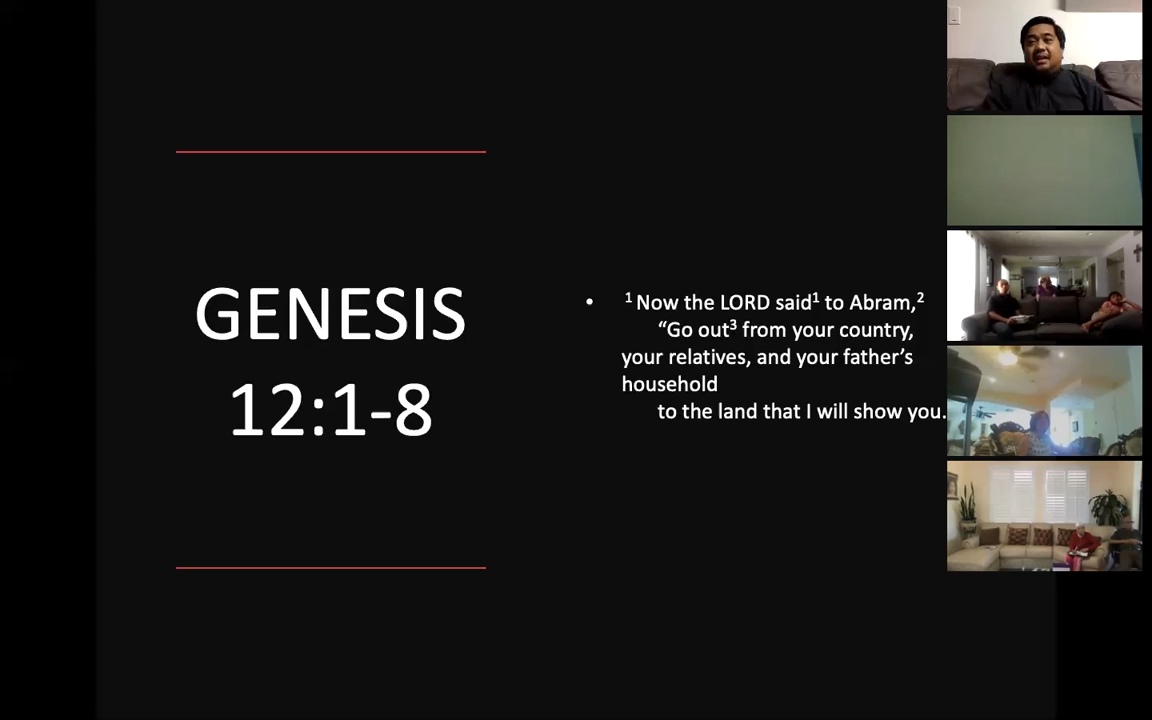 GENESIS
12:1-8
• ¹ Now the LORD said¹ to Abram,²
“Go out³ from your country,
your relatives, and your father’s
household
to the land that I will show you.